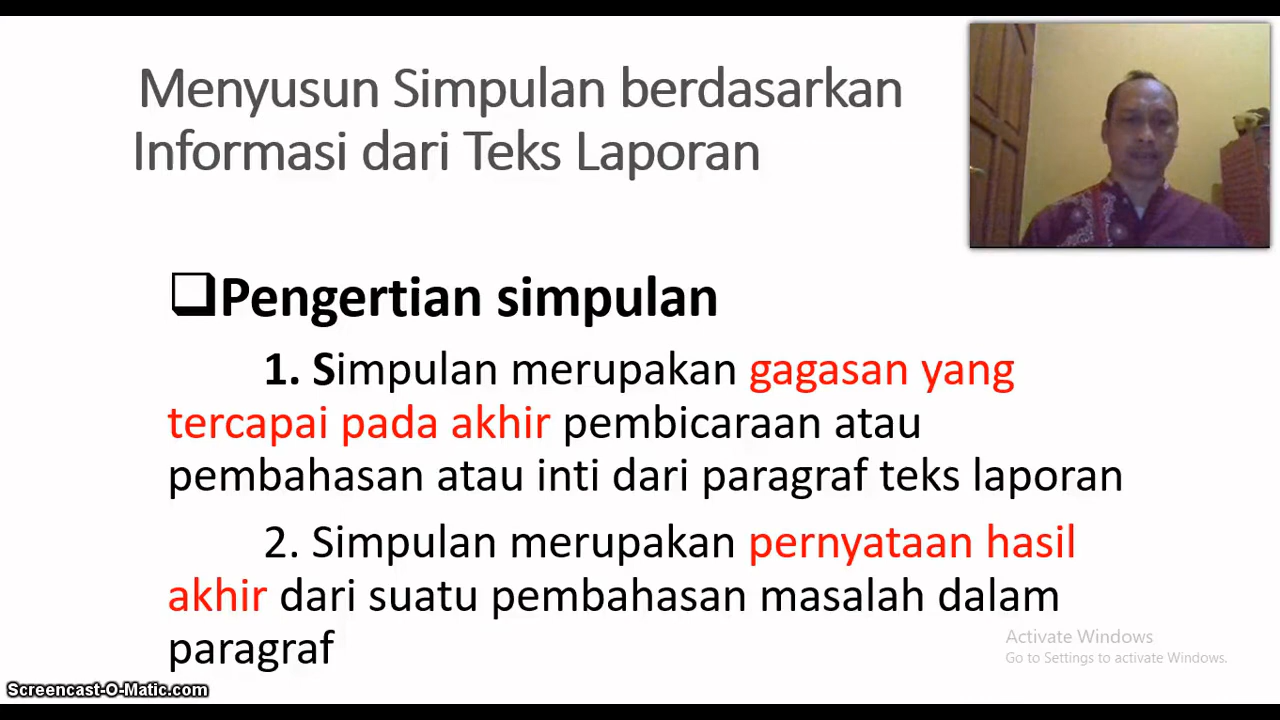 Menyusun Simpulan berdasarkan
Informasi dari Teks Laporan
Pengertian simpulan
1. Simpulan merupakan gagasan yang
tercapai pada akhir pembicaraan atau
pembahasan atau inti dari paragraf teks laporan
2. Simpulan merupakan pernyataan hasil
akhir dari suatu pembahasan masalah dalam
paragraf
Activate Windows
Go to Settings to activate Windows.
Screencast-O-Matic.com